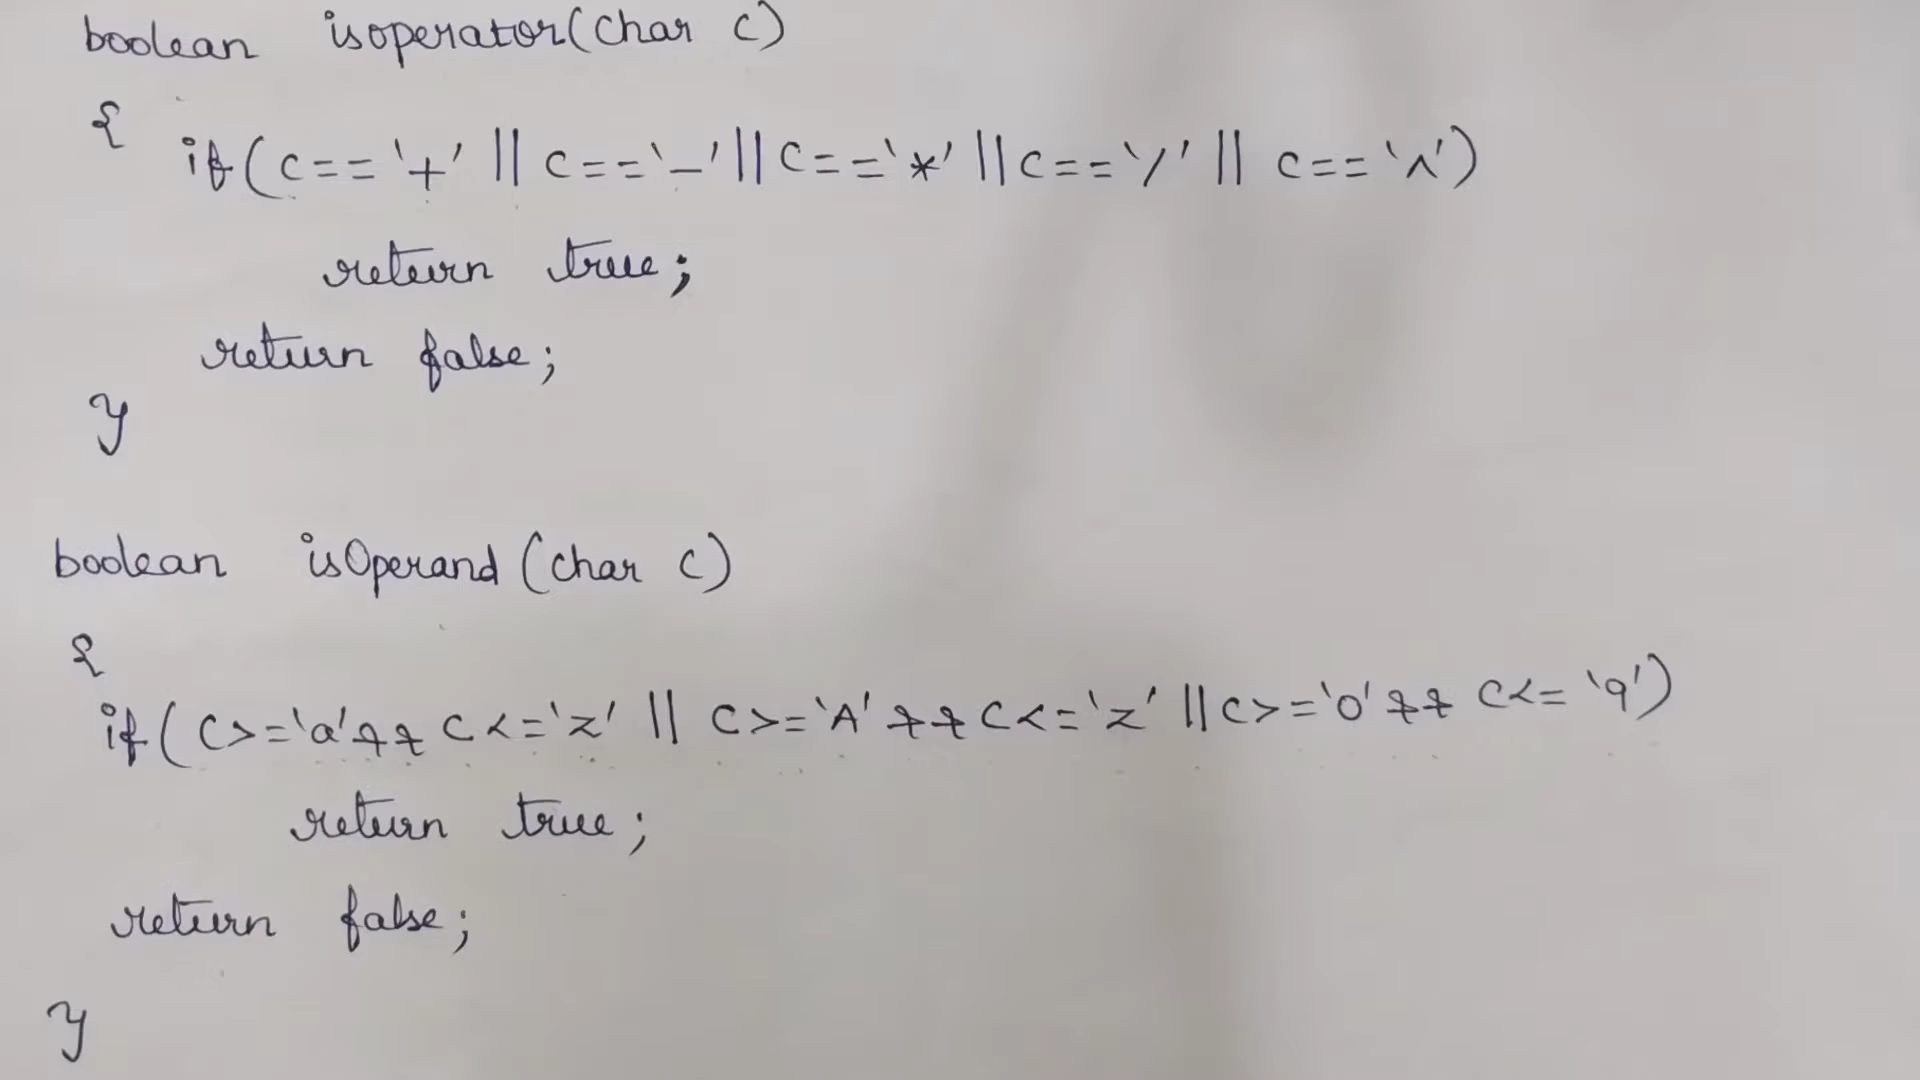 boolean isoperator(char c)
{ if(c=='+' || c=='-' || c=='*' || c=='/' || c=='^')
return true;
return false;
}
boolean isOperand (char c)
{
if( c>='a' && c<='z' || c>='A' && c<='z' || c>='0' && c<= '9')
return true;
return false;
}